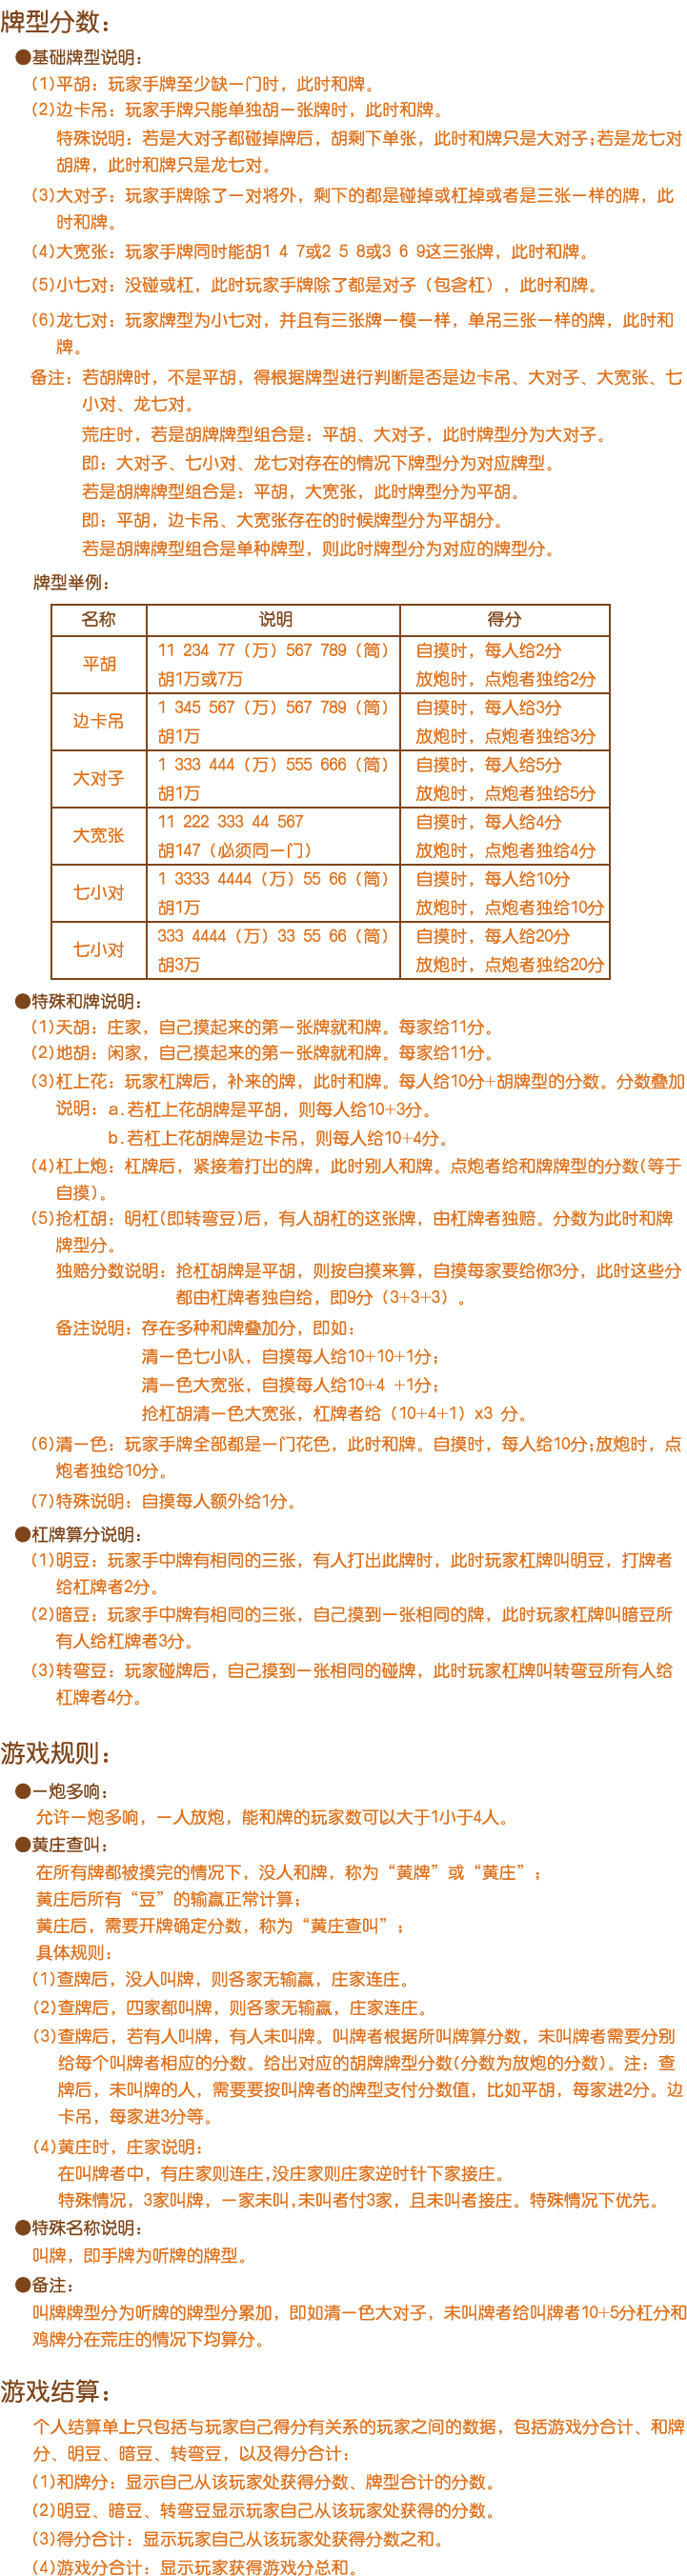 牌型分数：
●基础牌型说明：
(1)平胡：玩家手牌至少缺一门时，此时和牌。
(2)边卡吊：玩家手牌只能单独胡一张牌时，此时和牌。
特殊说明：若是大对子都碰掉牌后，胡剩下单张，此时和牌只是大对子;若是龙七对
胡牌，此时和牌只是龙七对。
(3)大对子：玩家手牌除了一对将外，剩下的都是碰掉或杠掉或者是三张一样的牌，此
时和牌。
(4)大宽张：玩家手牌同时能胡1 4 7或2 5 8或3 6 9这三张牌，此时和牌。
(5)小七对：没碰或杠，此时玩家手牌除了都是对子（包含杠），此时和牌。
(6)龙七对：玩家牌型为小七对，并且有三张牌一模一样，单吊三张一样的牌，此时和
牌。
备注：若胡牌时，不是平胡，得根据牌型进行判断是否是边卡吊、大对子、大宽张、七
小对、龙七对。
荒庄时，若是胡牌牌型组合是：平胡、大对子，此时牌型分为大对子。
即：大对子、七小对、龙七对存在的情况下牌型分为对应牌型。
若是胡牌牌型组合是：平胡，大宽张，此时牌型分为平胡。
即：平胡，边卡吊、大宽张存在的时候牌型分为平胡分。
若是胡牌牌型组合是单种牌型，则此时牌型分为对应的牌型分。
牌型举例：
名称 说明 得分
平胡 11 234 77（万）567 789（筒） 自摸时，每人给2分
胡1万或7万 放炮时，点炮者独给2分
边卡吊 1 345 567（万）567 789（筒） 自摸时，每人给3分
胡1万 放炮时，点炮者独给3分
大对子 1 333 444（万）555 666（筒） 自摸时，每人给5分
胡1万 放炮时，点炮者独给5分
大宽张 11 222 333 44 567 自摸时，每人给4分
胡147（必须同一门） 放炮时，点炮者独给4分
七小对 1 3333 4444（万）55 66（筒） 自摸时，每人给10分
胡1万 放炮时，点炮者独给10分
七小对 333 4444（万）33 55 66（筒） 自摸时，每人给20分
胡3万 放炮时，点炮者独给20分
●特殊和牌说明：
(1)天胡：庄家，自己摸起来的第一张牌就和牌。每家给11分。
(2)地胡：闲家，自己摸起来的第一张牌就和牌。每家给11分。
(3)杠上花：玩家杠牌后，补来的牌，此时和牌。每人给10分+胡牌型的分数。分数叠加
说明：a.若杠上花胡牌是平胡，则每人给10+3分。
b.若杠上花胡牌是边卡吊，则每人给10+4分。
(4)杠上炮：杠牌后，紧接着打出的牌，此时别人和牌。点炮者给和牌牌型的分数(等于
自摸)。
(5)抢杠胡：明杠(即转弯豆)后，有人胡杠的这张牌，由杠牌者独赔。分数为此时和牌
牌型分。
独赔分数说明：抢杠胡牌是平胡，则按自摸来算，自摸每家要给你3分，此时这些分
都由杠牌者独自给，即9分（3+3+3）。
备注说明：存在多种和牌叠加分，即如：
清一色七小队，自摸每人给10+10+1分；
清一色大宽张，自摸每人给10+4 +1分；
抢杠胡清一色大宽张，杠牌者给（10+4+1）x3 分。
(6)清一色：玩家手牌全部都是一门花色，此时和牌。自摸时，每人给10分;放炮时，点
炮者独给10分。
(7)特殊说明：自摸每人额外给1分。
●杠牌算分说明：
(1)明豆：玩家手中牌有相同的三张，有人打出此牌时，此时玩家杠牌叫明豆，打牌者
给杠牌者2分。
(2)暗豆：玩家手中牌有相同的三张，自己摸到一张相同的牌，此时玩家杠牌叫暗豆所
有人给杠牌者3分。
(3)转弯豆：玩家碰牌后，自己摸到一张相同的碰牌，此时玩家杠牌叫转弯豆所有人给
杠牌者4分。
游戏规则：
●一炮多响：
允许一炮多响，一人放炮，能和牌的玩家数可以大于1小于4人。
●黄庄查叫：
在所有牌都被摸完的情况下，没人和牌，称为“黄牌”或“黄庄”；
黄庄后所有“豆”的输赢正常计算；
黄庄后，需要开牌确定分数，称为“黄庄查叫”；
具体规则：
(1)查牌后，没人叫牌，则各家无输赢，庄家连庄。
(2)查牌后，四家都叫牌，则各家无输赢，庄家连庄。
(3)查牌后，若有人叫牌，有人未叫牌。叫牌者根据所叫牌算分数，未叫牌者需要分别
给每个叫牌者相应的分数。给出对应的胡牌牌型分数(分数为放炮的分数)。注：查
牌后，未叫牌的人，需要要按叫牌者的牌型支付分数值，比如平胡，每家进2分。边
卡吊，每家进3分等。
(4)黄庄时，庄家说明：
在叫牌者中，有庄家则连庄,没庄家则庄家逆时针下家接庄。
特殊情况，3家叫牌，一家未叫,未叫者付3家，且未叫者接庄。特殊情况下优先。
●特殊名称说明：
叫牌，即手牌为听牌的牌型。
●备注：
叫牌牌型分为听牌的牌型分累加，即如清一色大对子，未叫牌者给叫牌者10+5分杠分和
鸡牌分在荒庄的情况下均算分。
游戏结算：
个人结算单上只包括与玩家自己得分有关系的玩家之间的数据，包括游戏分合计、和牌
分、明豆、暗豆、转弯豆，以及得分合计：
(1)和牌分：显示自己从该玩家处获得分数、牌型合计的分数。
(2)明豆、暗豆、转弯豆显示玩家自己从该玩家处获得的分数。
(3)得分合计：显示玩家自己从该玩家处获得分数之和。
(4)游戏分合计：显示玩家获得游戏分总和。